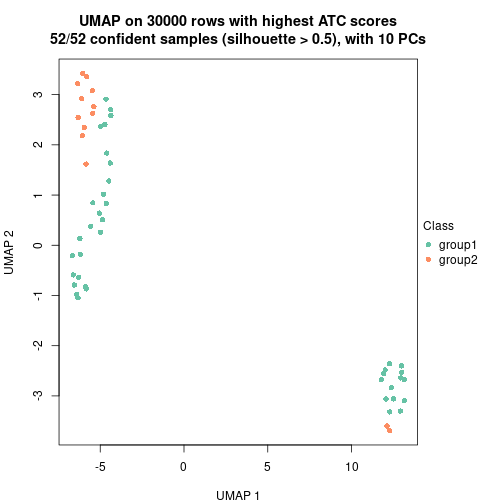 UMAP on 30000 rows with highest ATC scores
52/52 confident samples (silhouette > 0.5), with 10 PCs
3
2
1
0
-1
-2
-3
UMAP 2
Class
group1
group2
-5
0
5
10
UMAP 1